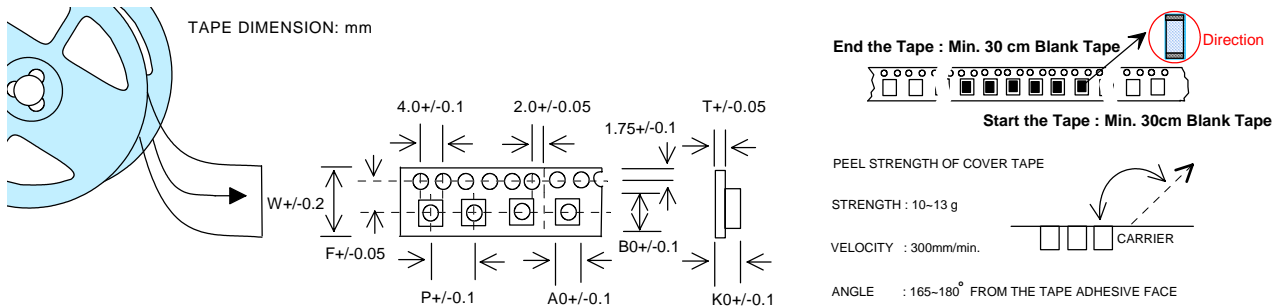 TAPE DIMENSION: mm
4.0+/-0.1
2.0+/-0.05
T+/-0.05
1.75+/-0.1
W+/-0.2
F+/-0.05
B0+/-0.1
P+/-0.1
A0+/-0.1
K0+/-0.1
Direction
End the Tape : Min. 30 cm Blank Tape
Start the Tape : Min. 30cm Blank Tape
PEEL STRENGTH OF COVER TAPE
STRENGTH : 10~13 g
VELOCITY : 300mm/min.
CARRIER
ANGLE : 165~180° FROM THE TAPE ADHESIVE FACE